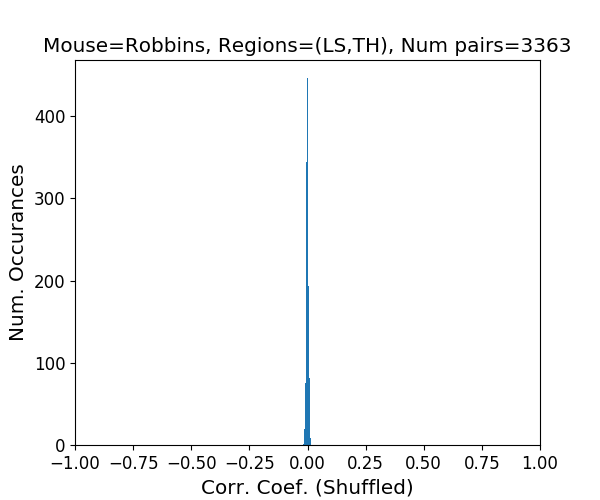 Mouse=Robbins, Regions=(LS,TH), Num pairs=3363
400
300
200
100
0
Num. Occurances
−1.00 −0.75 −0.50 −0.25 0.00 0.25 0.50 0.75 1.00
Corr. Coef. (Shuffled)